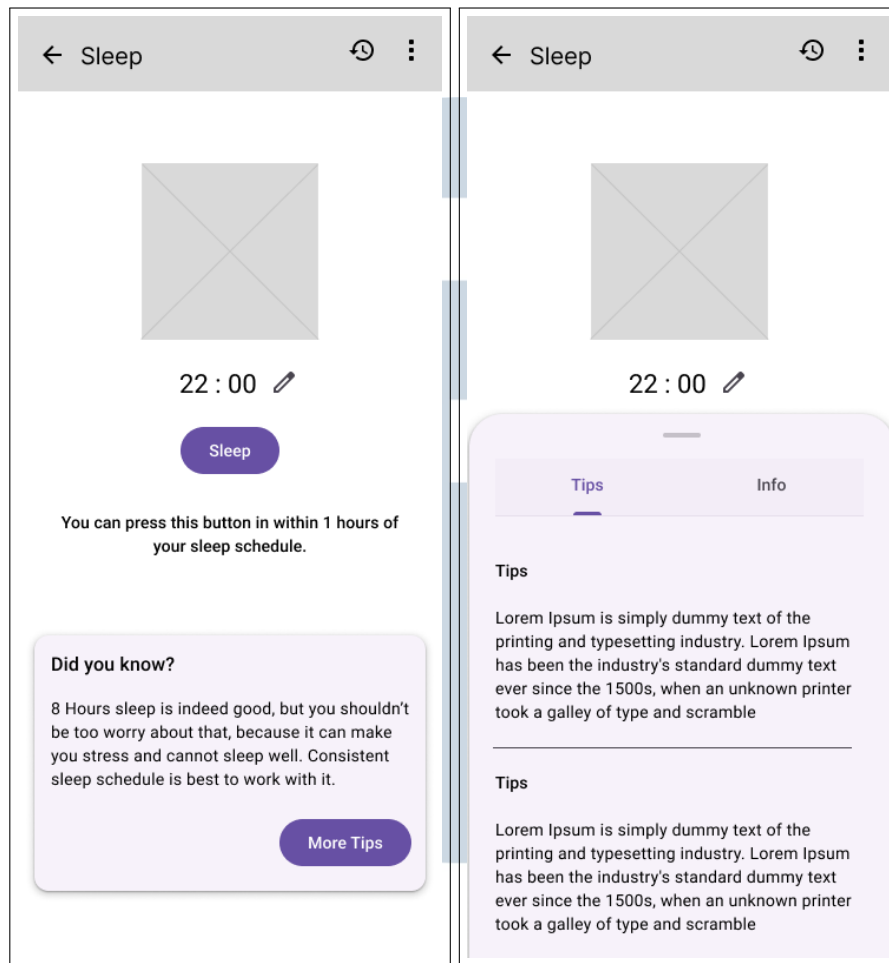 Sleep
22 : 00
Sleep
You can press this button in within 1 hours of
your sleep schedule.
Did you know?
8 Hours sleep is indeed good, but you shouldn't
be too worry about that, because it can make
you stress and cannot sleep well. Consistent
sleep schedule is best to work with it.
More Tips
Sleep
22 : 00
Tips
Info
Tips
Lorem Ipsum is simply dummy text of the
printing and typesetting industry. Lorem Ipsum
has been the industry's standard dummy text
ever since the 1500s, when an unknown printer
took a galley of type and scramble
Tips
Lorem Ipsum is simply dummy text of the
printing and typesetting industry. Lorem Ipsum
has been the industry's standard dummy text
ever since the 1500s, when an unknown printer
took a galley of type and scramble